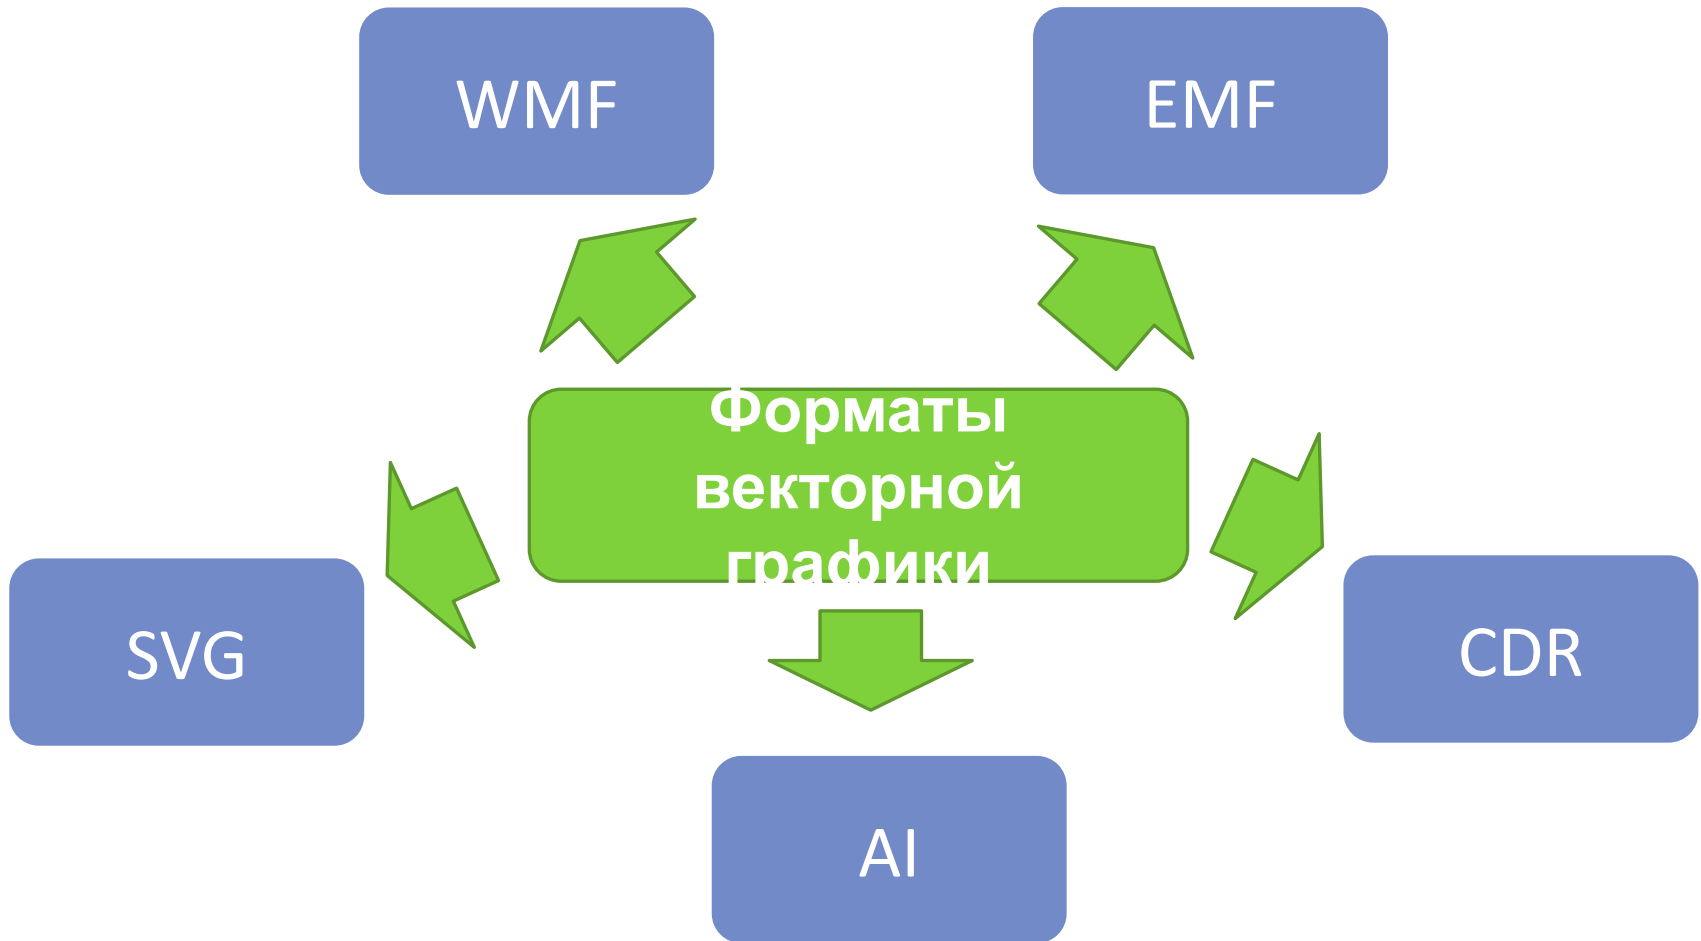 WMF
EMF
Форматы
векторной
графики
SVG
CDR
AI